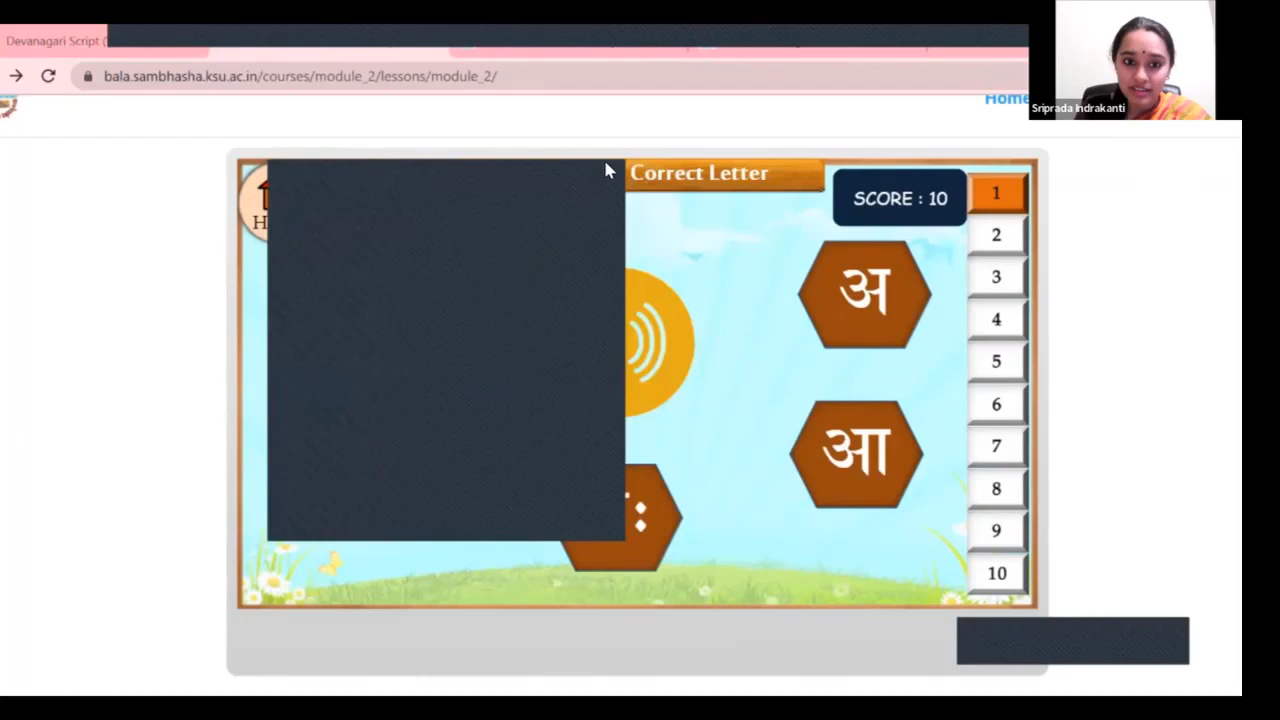 Devanagari Script (
bala.sambhasha.ksu.ac.in/courses/module_2/lessons/module_2/
Home
Sriprada Indrakanti
Correct Letter
SCORE : 10
अ
आ
1
2
3
4
5
6
7
8
9
10